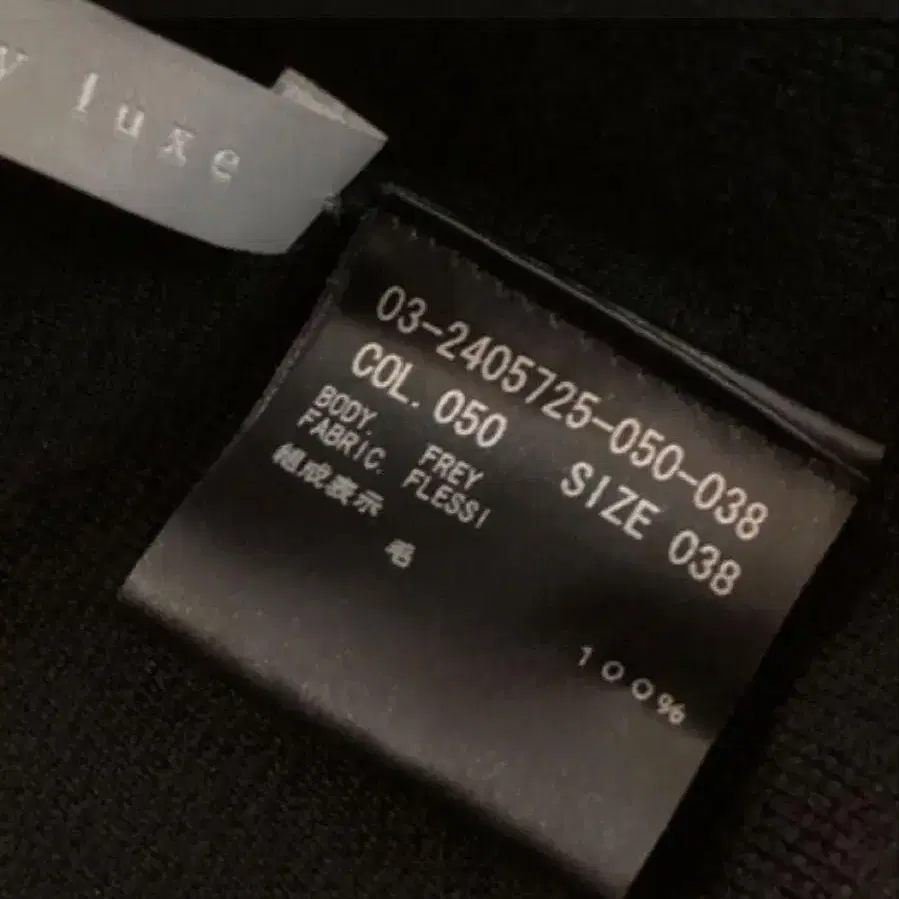 y luxe
03-2405725-050-038
COL. 050 SIZE 038
BODY. FREY
FABRIC. FLESSI
組成表示
毛 100%